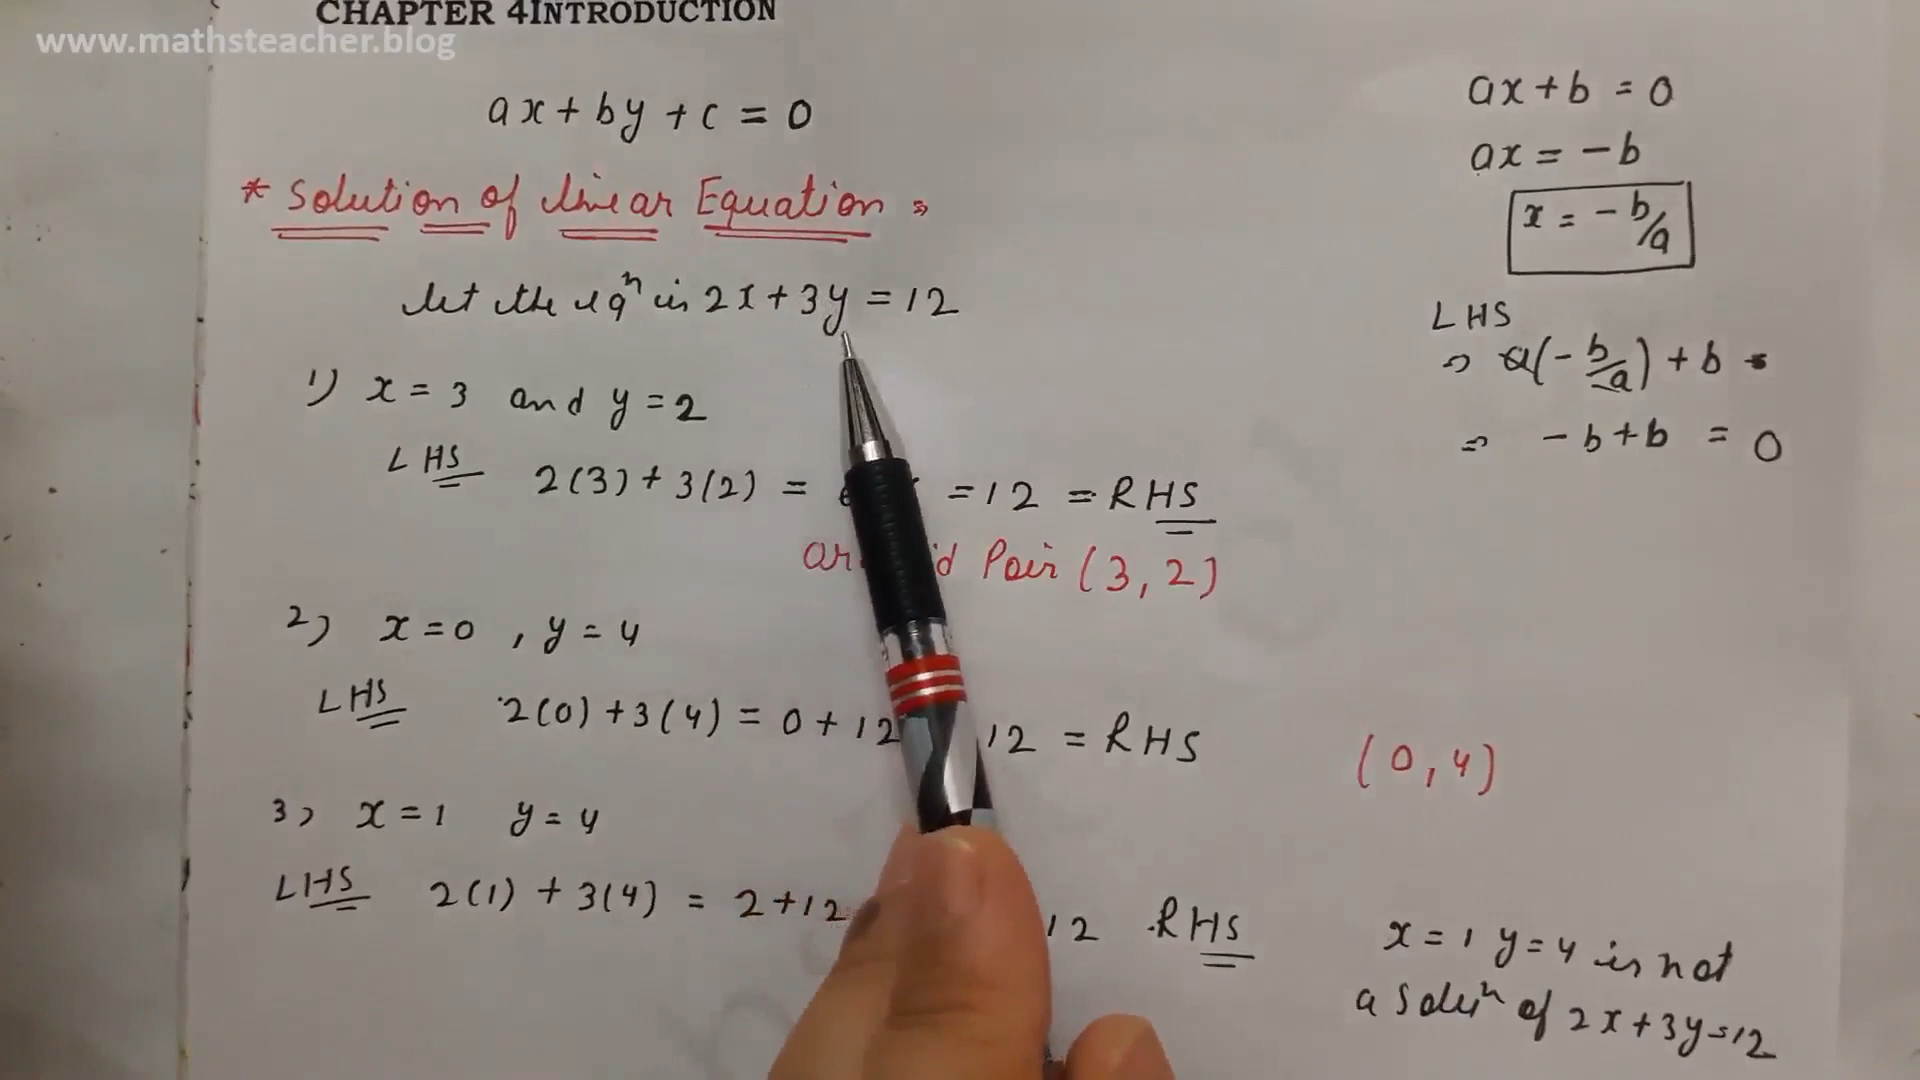 CHAPTER 4INTRODUCTION
www.mathsteacher.blog
ax + by + c = 0
* Solution of linear Equation
let the eqⁿ is 2x + 3y = 12
1) x = 3 and y = 2
LHS 2(3) + 3(2) = = 12 = RHS
Pair (3, 2)
2) x = 0 , y = 4
LHS 2(0) + 3(4) = 0 + 12 12 = RHS
(0, 4)
3) x = 1 y = 4
LHS 2(1) + 3(4) = 2 + 12 12 RHS
x = 1 y = 4 is not
a Soluⁿ of 2x + 3y = 12
ax + b = 0
ax = -b
x = -b/a
LHS
⇒ a(-b/a) + b
⇒ -b + b = 0